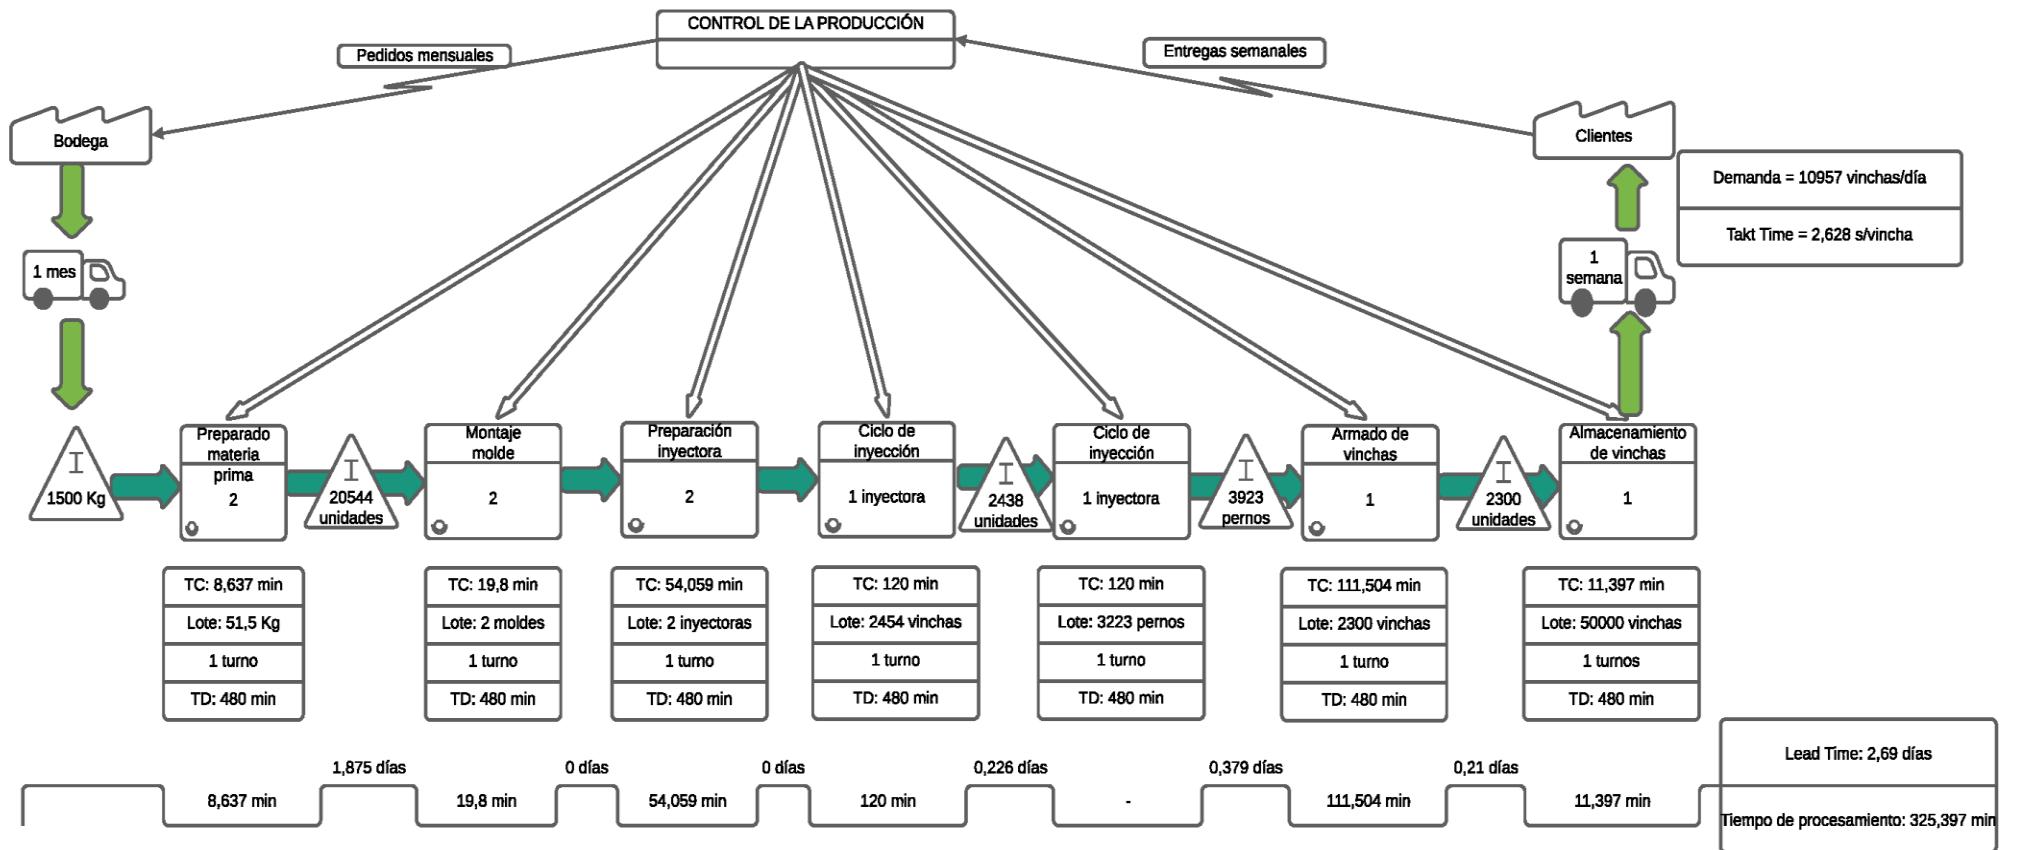 CONTROL DE LA PRODUCCIÓN
Pedidos mensuales
Entregas semanales
Bodega
Clientes
Demanda = 10957 vinchas/día
Takt Time = 2,628 s/vincha
1 mes
1
semana
I
1500 Kg
Preparado
materia
prima
2
I
20544
unidades
Montaje
molde
2
Preparación
inyectora
2
Ciclo de
inyección
1 inyectora
I
2438
unidades
Ciclo de
inyección
1 inyectora
I
3923
pernos
Armado de
vinchas
1
I
2300
unidades
Almacenamiento
de vinchas
1
TC: 8,637 min
Lote: 51,5 Kg
1 turno
TD: 480 min
TC: 19,8 min
Lote: 2 moldes
1 turno
TD: 480 min
TC: 54,059 min
Lote: 2 inyectoras
1 turno
TD: 480 min
TC: 120 min
Lote: 2454 vinchas
1 turno
TD: 480 min
TC: 120 min
Lote: 3223 pernos
1 turno
TD: 480 min
TC: 111,504 min
Lote: 2300 vinchas
1 turno
TD: 480 min
TC: 11,397 min
Lote: 50000 vinchas
1 turnos
TD: 480 min
1,875 días
0 días
0 días
0,226 días
0,379 días
0,21 días
8,637 min
19,8 min
54,059 min
120 min
-
111,504 min
11,397 min
Lead Time: 2,69 días
Tiempo de procesamiento: 325,397 min